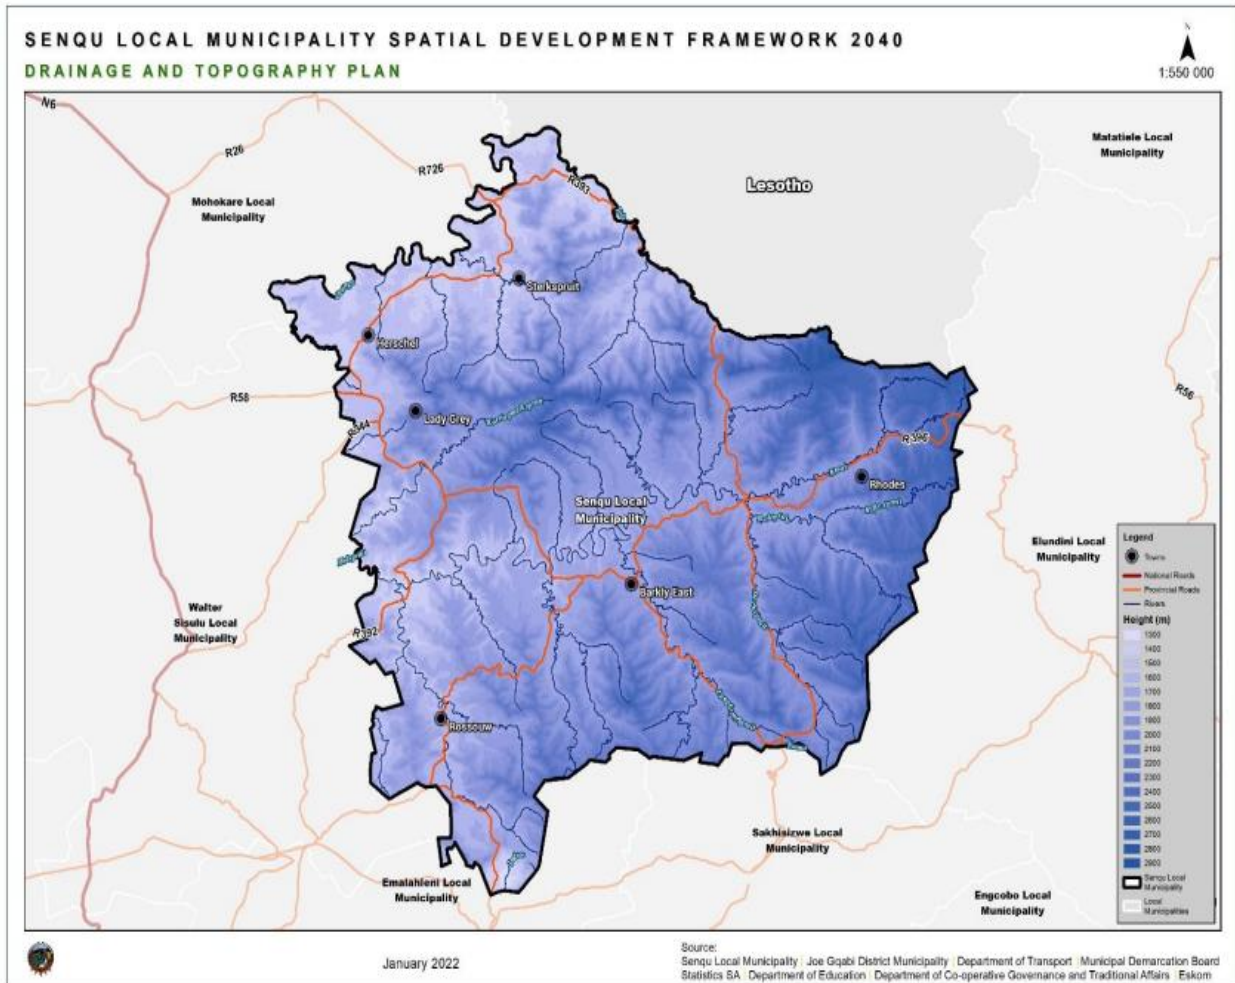 SENQU LOCAL MUNICIPALITY SPATIAL DEVELOPMENT FRAMEWORK 2040
DRAINAGE AND TOPOGRAPHY PLAN
N
1:550 000
N6
R26
R726
R393
Lesotho
Matatiele Local
Municipality
Mohokare Local
Municipality
Sterkspruit
Herschel
R58
R344
Lady Grey
R56
R396
Rhodes
Senqu Local
Municipality
Elundini Local
Municipality
Barkly East
Walter
Sisulu Local
Municipality
R392
Rossouw
Sakhisizwe Local
Municipality
Emalahleni Local
Municipality
Engcobo Local
Municipality
Legend
Towns
National Roads
Provincial Roads
Rivers
Height (m)
1300
1400
1500
1600
1700
1800
1900
2000
2100
2200
2300
2400
2500
2600
2700
2800
2900
Senqu Local
Municipality
Local
Municipalities
January 2022
Source:
Senqu Local Municipality | Joe Gqabi District Municipality | Department of Transport | Municipal Demarcation Board
Statistics SA | Department of Education | Department of Co-operative Governance and Traditional Affairs | Eskom